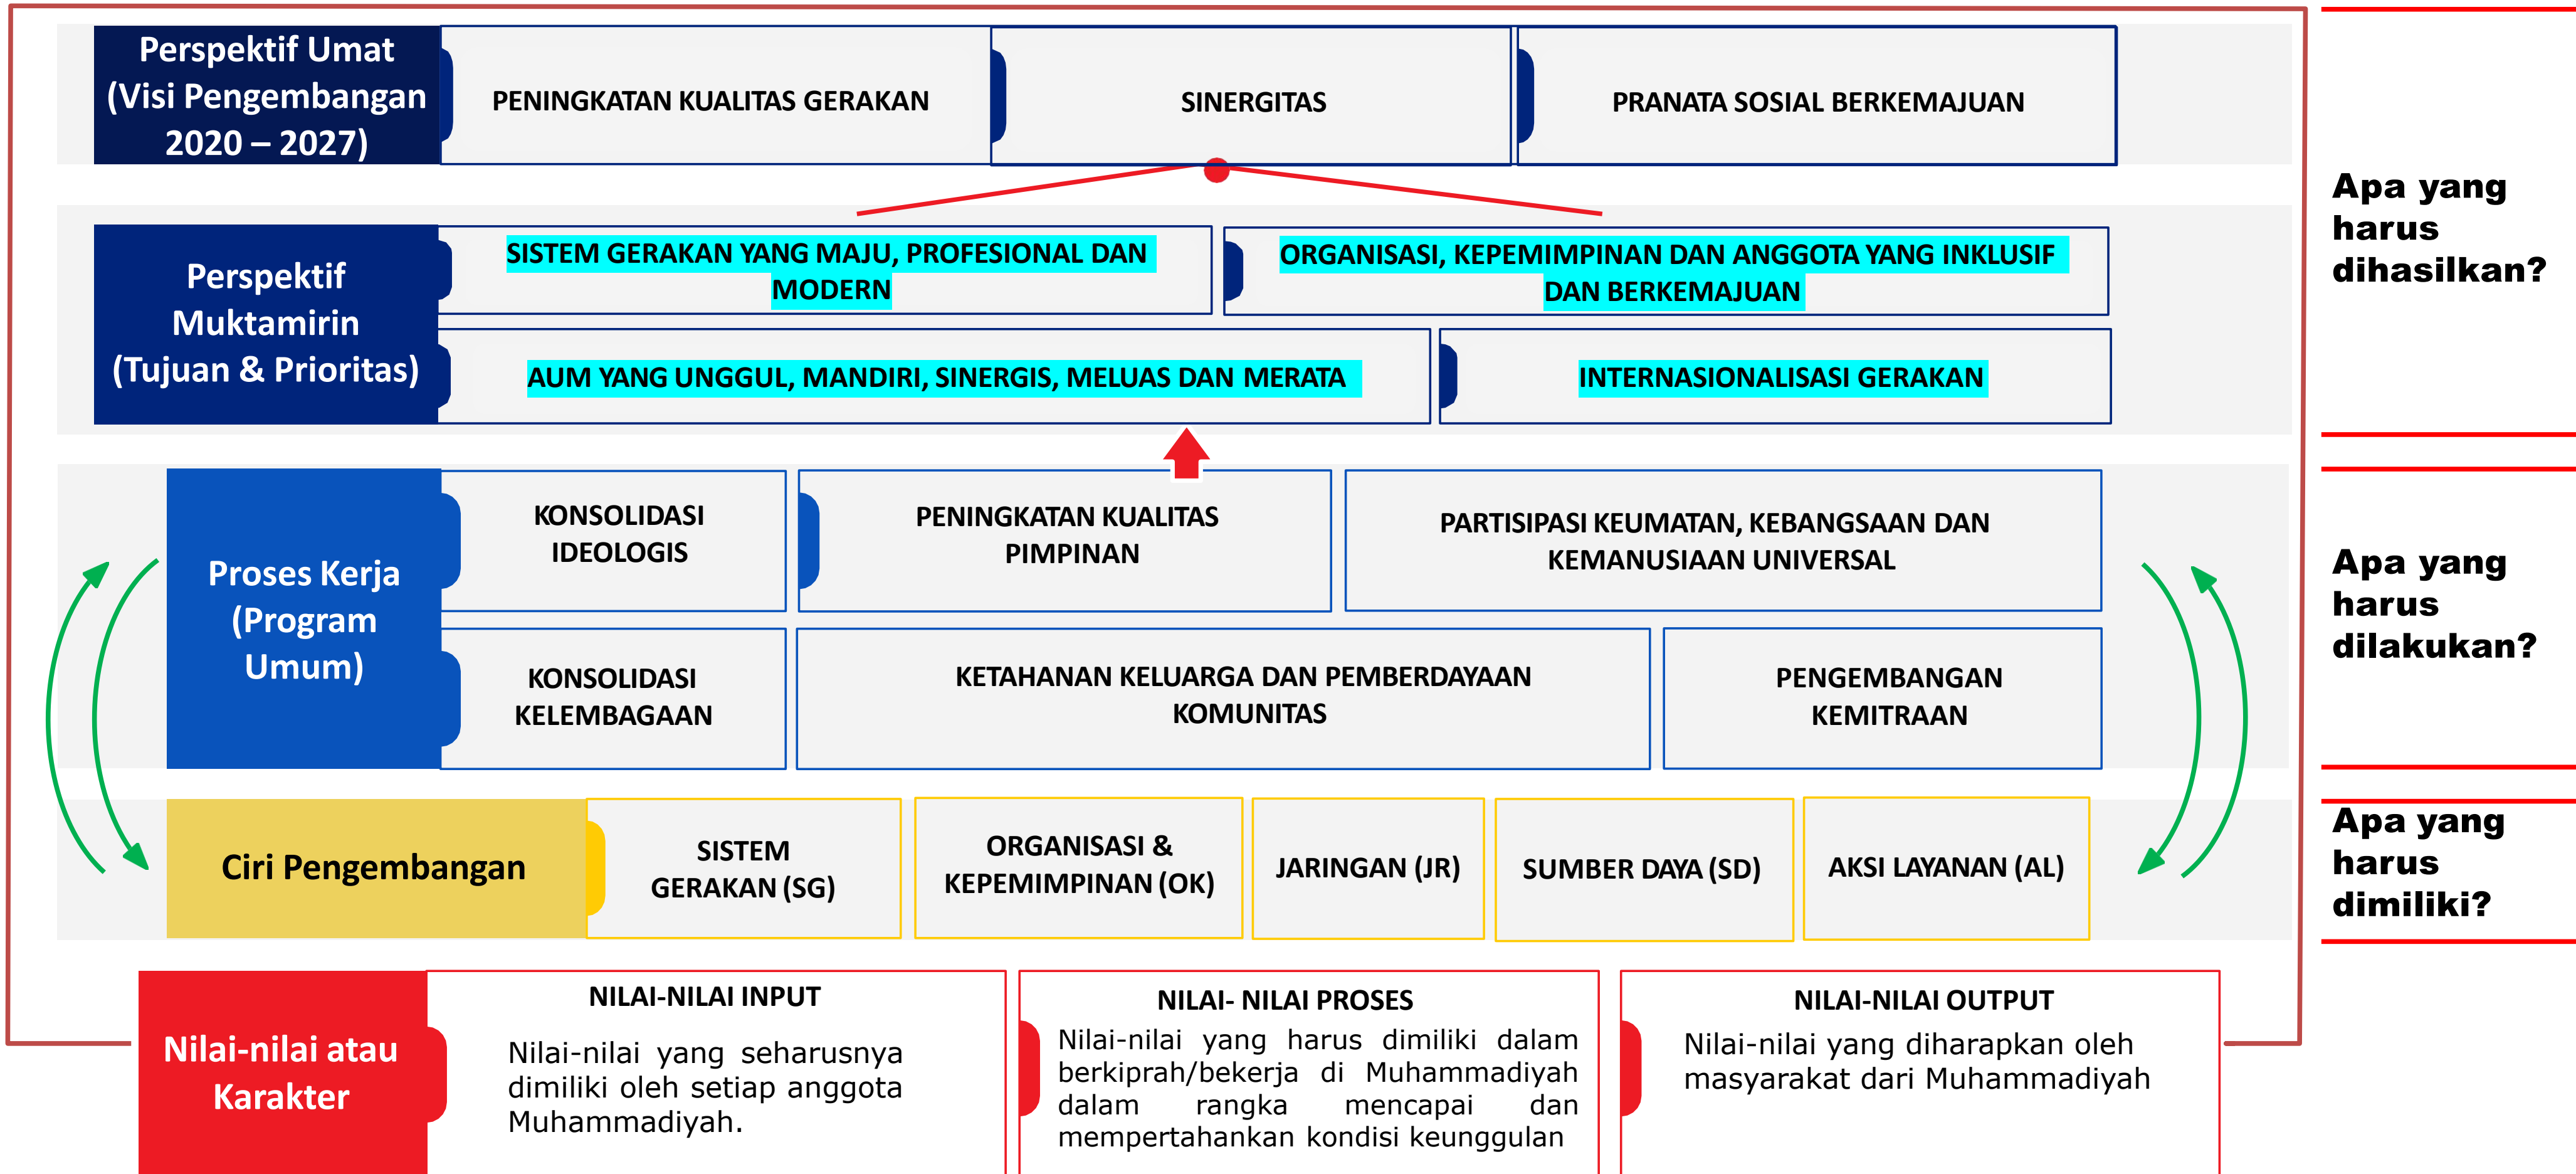 Perspektif Umat
(Visi Pengembangan
2020 – 2027)
PENINGKATAN KUALITAS GERAKAN
SINERGITAS
PRANATA SOSIAL BERKEMAJUAN
Perspektif
Muktamirin
(Tujuan & Prioritas)
SISTEM GERAKAN YANG MAJU, PROFESIONAL DAN
MODERN
ORGANISASI, KEPEMIMPINAN DAN ANGGOTA YANG INKLUSIF
DAN BERKEMAJUAN
AUM YANG UNGGUL, MANDIRI, SINERGIS, MELUAS DAN MERATA
INTERNASIONALISASI GERAKAN
Apa yang
harus
dihasilkan?
Proses Kerja
(Program
Umum)
KONSOLIDASI
IDEOLOGIS
PENINGKATAN KUALITAS
PIMPINAN
PARTISIPASI KEUMATAN, KEBANGSAAN DAN
KEMANUSIAAN UNIVERSAL
KONSOLIDASI
KELEMBAGAAN
KETAHANAN KELUARGA DAN PEMBERDAYAAN
KOMUNITAS
PENGEMBANGAN
KEMITRAAN
Apa yang
harus
dilakukan?
Ciri Pengembangan
SISTEM
GERAKAN (SG)
ORGANISASI &
KEPEMIMPINAN (OK)
JARINGAN (JR)
SUMBER DAYA (SD)
AKSI LAYANAN (AL)
Apa yang
harus
dimiliki?
Nilai-nilai atau
Karakter
NILAI-NILAI INPUT
Nilai-nilai yang seharusnya
dimiliki oleh setiap anggota
Muhammadiyah.
NILAI- NILAI PROSES
Nilai-nilai yang harus dimiliki dalam
berkiprah/bekerja di Muhammadiyah
dalam rangka mencapai dan
mempertahankan kondisi keunggulan
NILAI-NILAI OUTPUT
Nilai-nilai yang diharapkan oleh
masyarakat dari Muhammadiyah